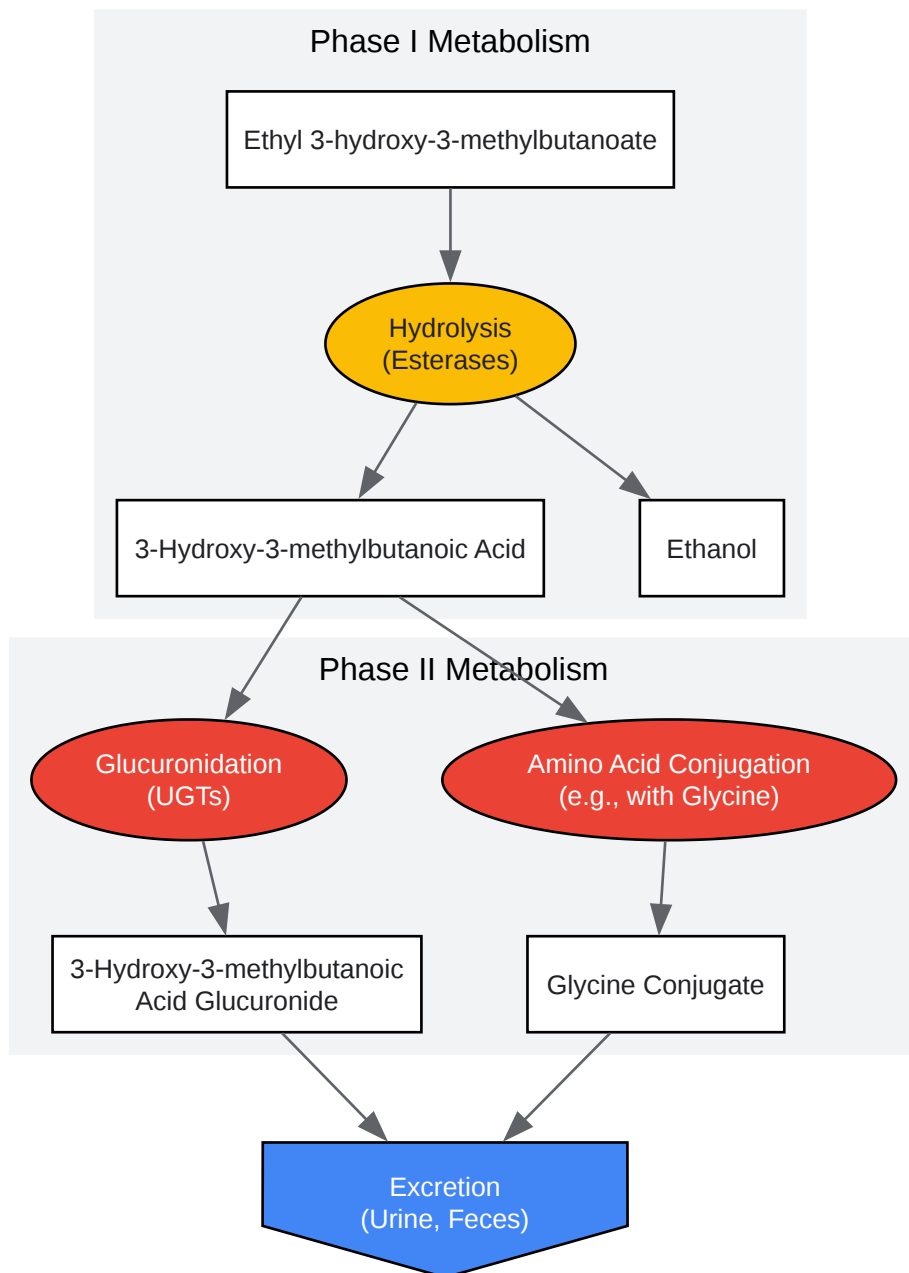 Phase I Metabolism
Ethyl 3-hydroxy-3-methylbutanoate
Hydrolysis
(Esterases)
3-Hydroxy-3-methylbutanoic Acid
Ethanol
Phase II Metabolism
Glucuronidation
(UGTs)
Amino Acid Conjugation
(e.g., with Glycine)
3-Hydroxy-3-methylbutanoic
Acid Glucuronide
Glycine Conjugate
Excretion
(Urine, Feces)